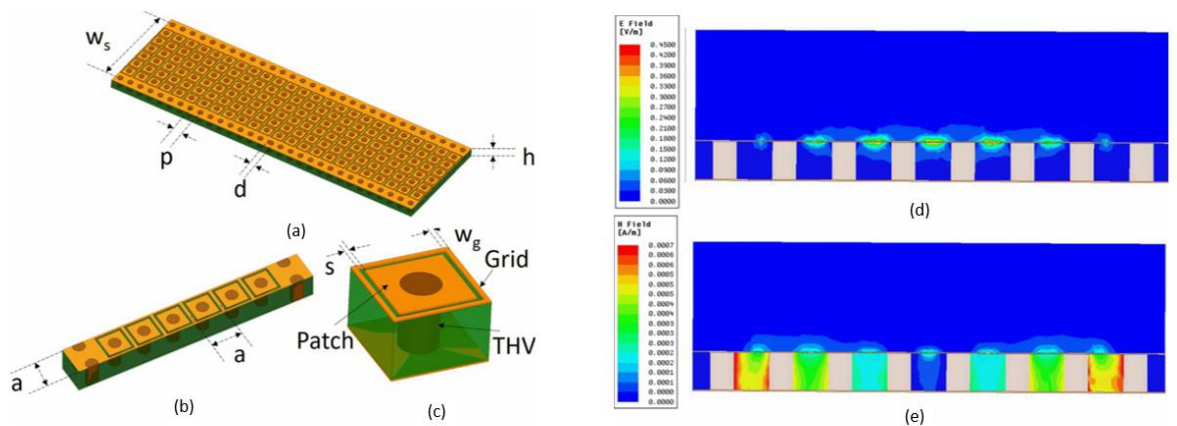 w_s
p
d
h
(a)
a
a
(b)
s
w_g
Grid
Patch
THV
(c)
E Field
[V/m]
0.4500
0.4200
0.3900
0.3600
0.3300
0.3000
0.2700
0.2400
0.2100
0.1800
0.1500
0.1200
0.0900
0.0600
0.0300
0.0000
(d)
H Field
[A/m]
0.0007
0.0006
0.0006
0.0005
0.0005
0.0004
0.0004
0.0003
0.0003
0.0002
0.0002
0.0001
0.0001
0.0000
0.0000
(e)